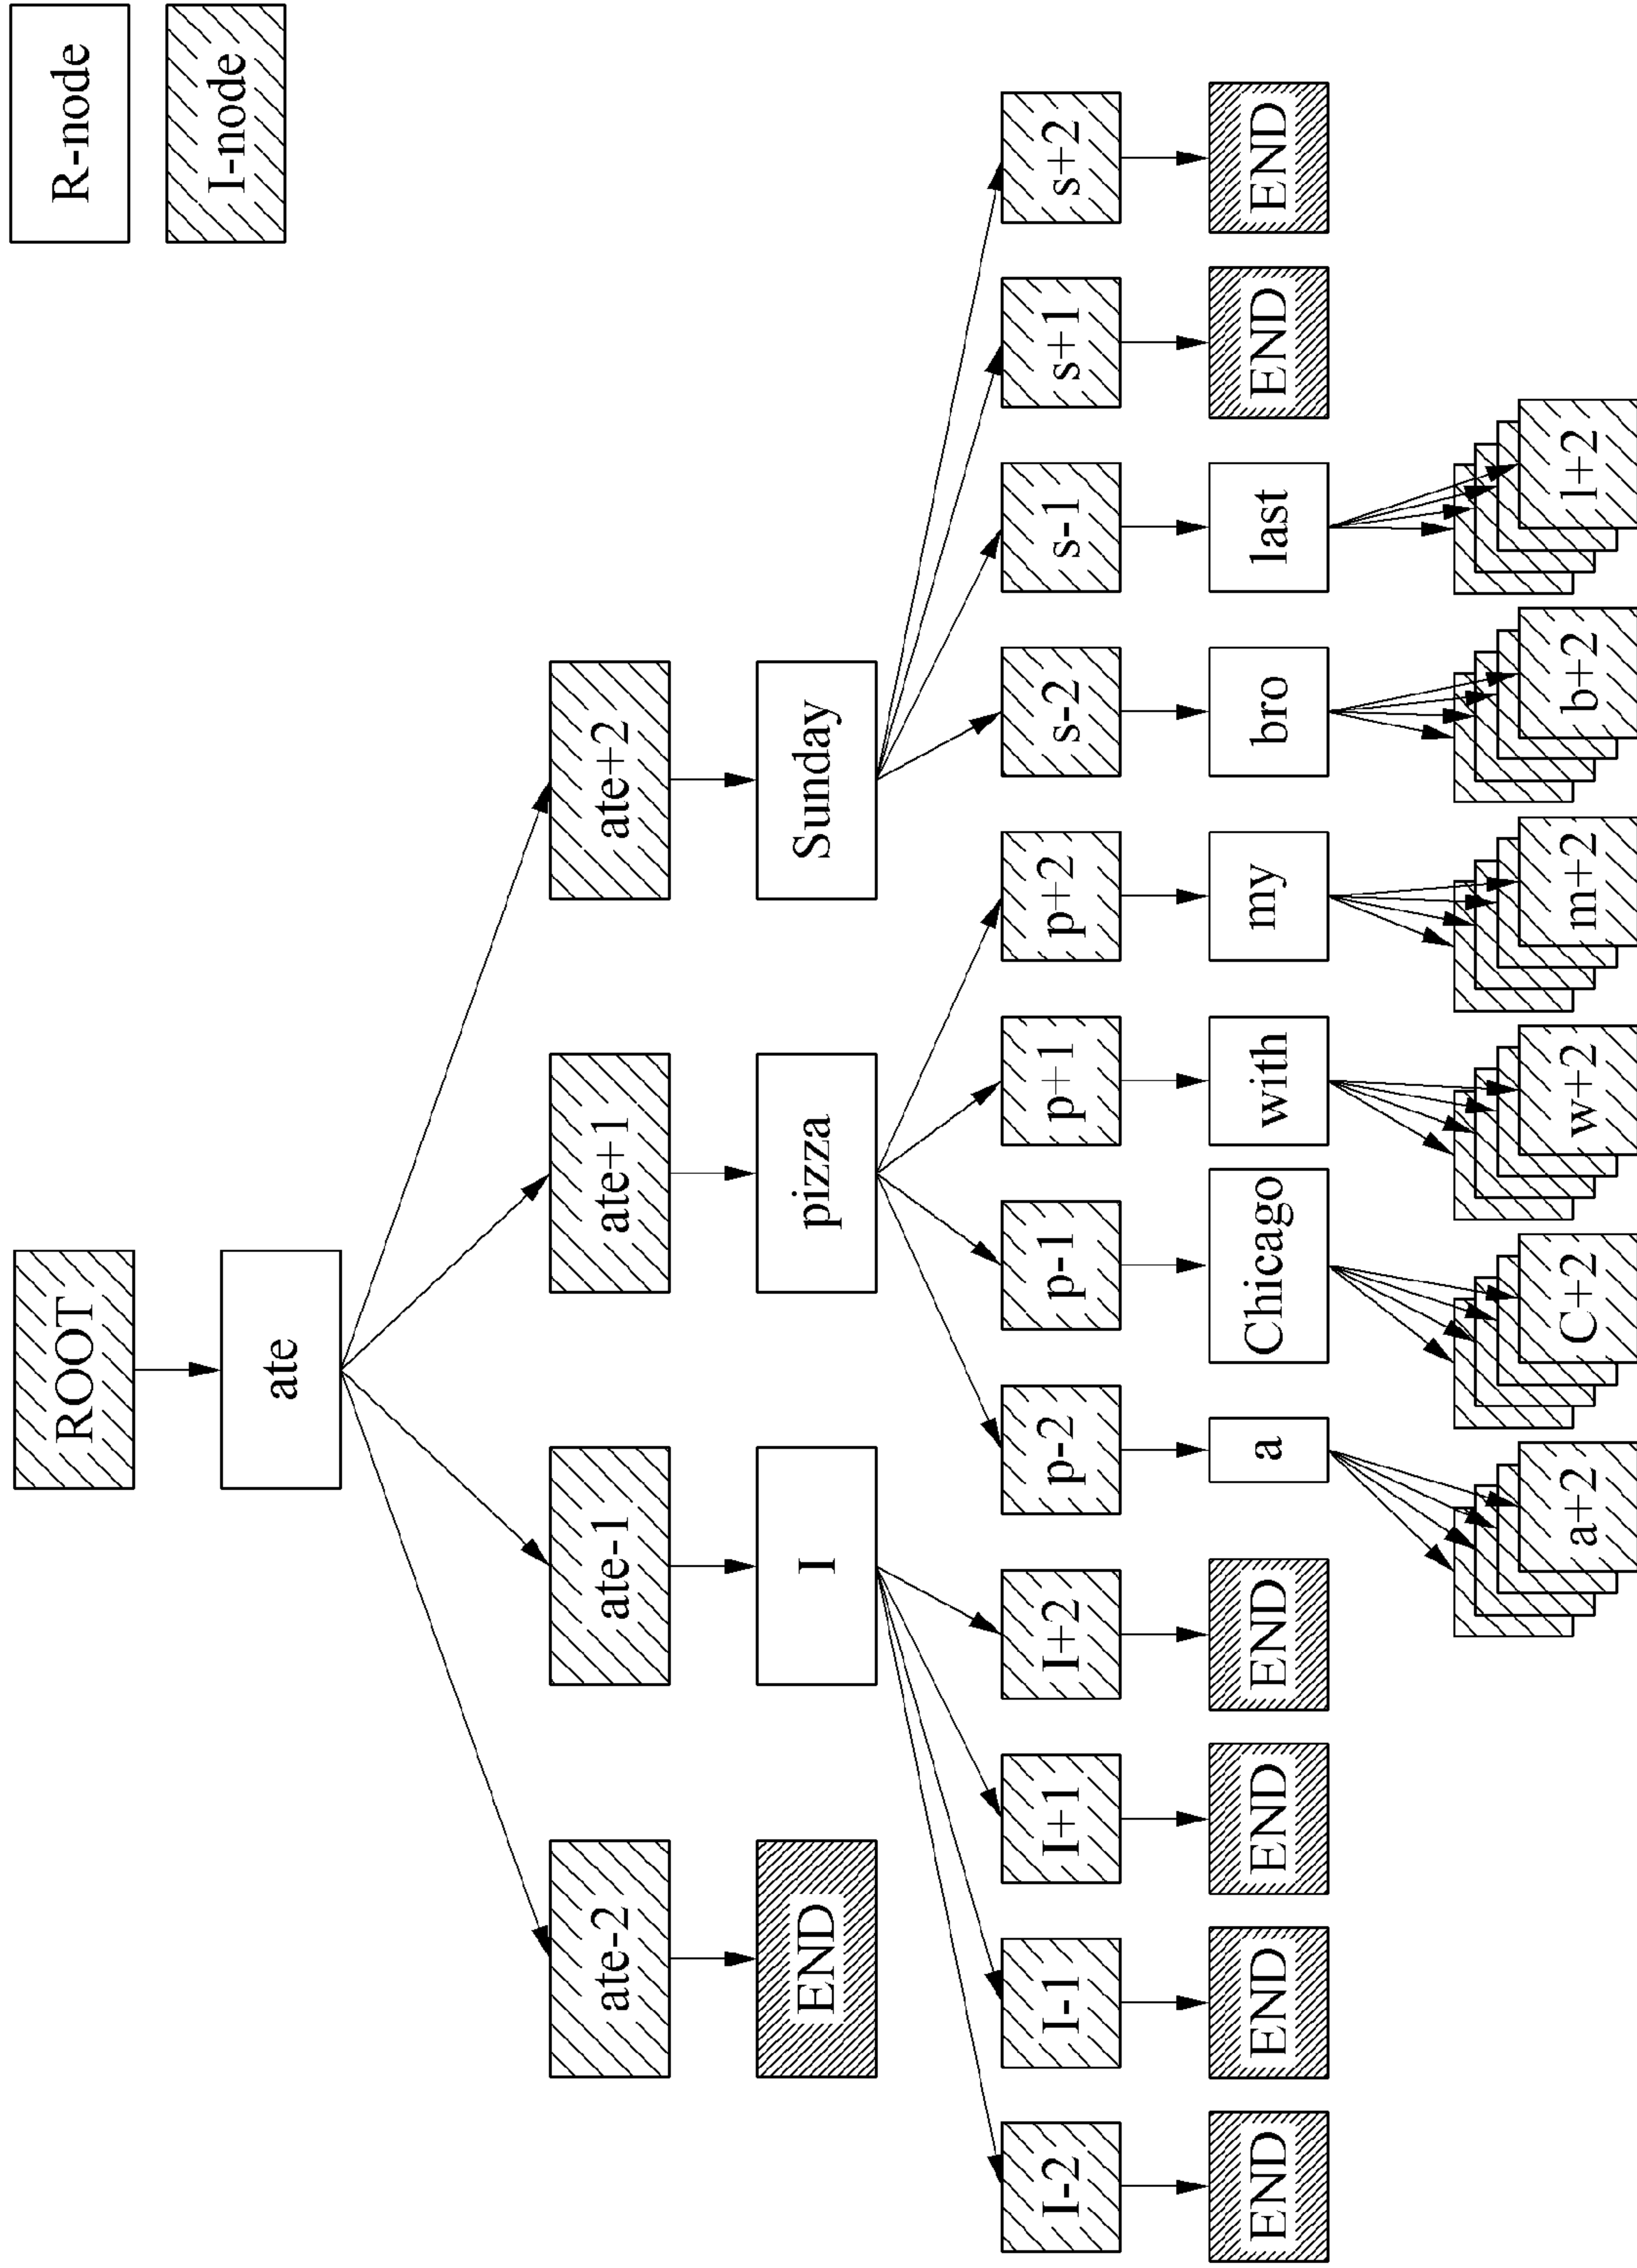 R-node
I-node
ROOT
ate
ate-2
ate-1
ate+1
ate+2
END
I
pizza
Sunday
I-2
I-1
I+1
I+2
p-2
p-1
p+1
p+2
s-2
s-1
s+1
s+2
END
END
END
END
a
Chicago
with
my
bro
last
END
END
a+2
C+2
w+2
m+2
b+2
l+2